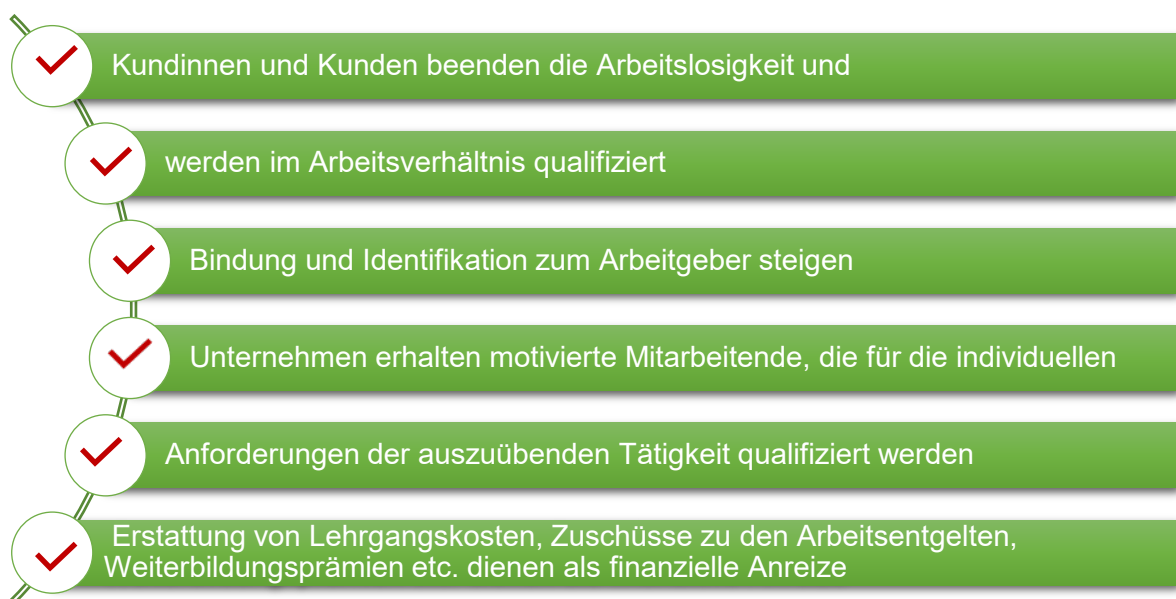 Kundinnen und Kunden beenden die Arbeitslosigkeit und
werden im Arbeitsverhältnis qualifiziert
Bindung und Identifikation zum Arbeitgeber steigen
Unternehmen erhalten motivierte Mitarbeitende, die für die individuellen
Anforderungen der auszuübenden Tätigkeit qualifiziert werden
Erstattung von Lehrgangskosten, Zuschüsse zu den Arbeitsentgelten,
Weiterbildungsprämien etc. dienen als finanzielle Anreize